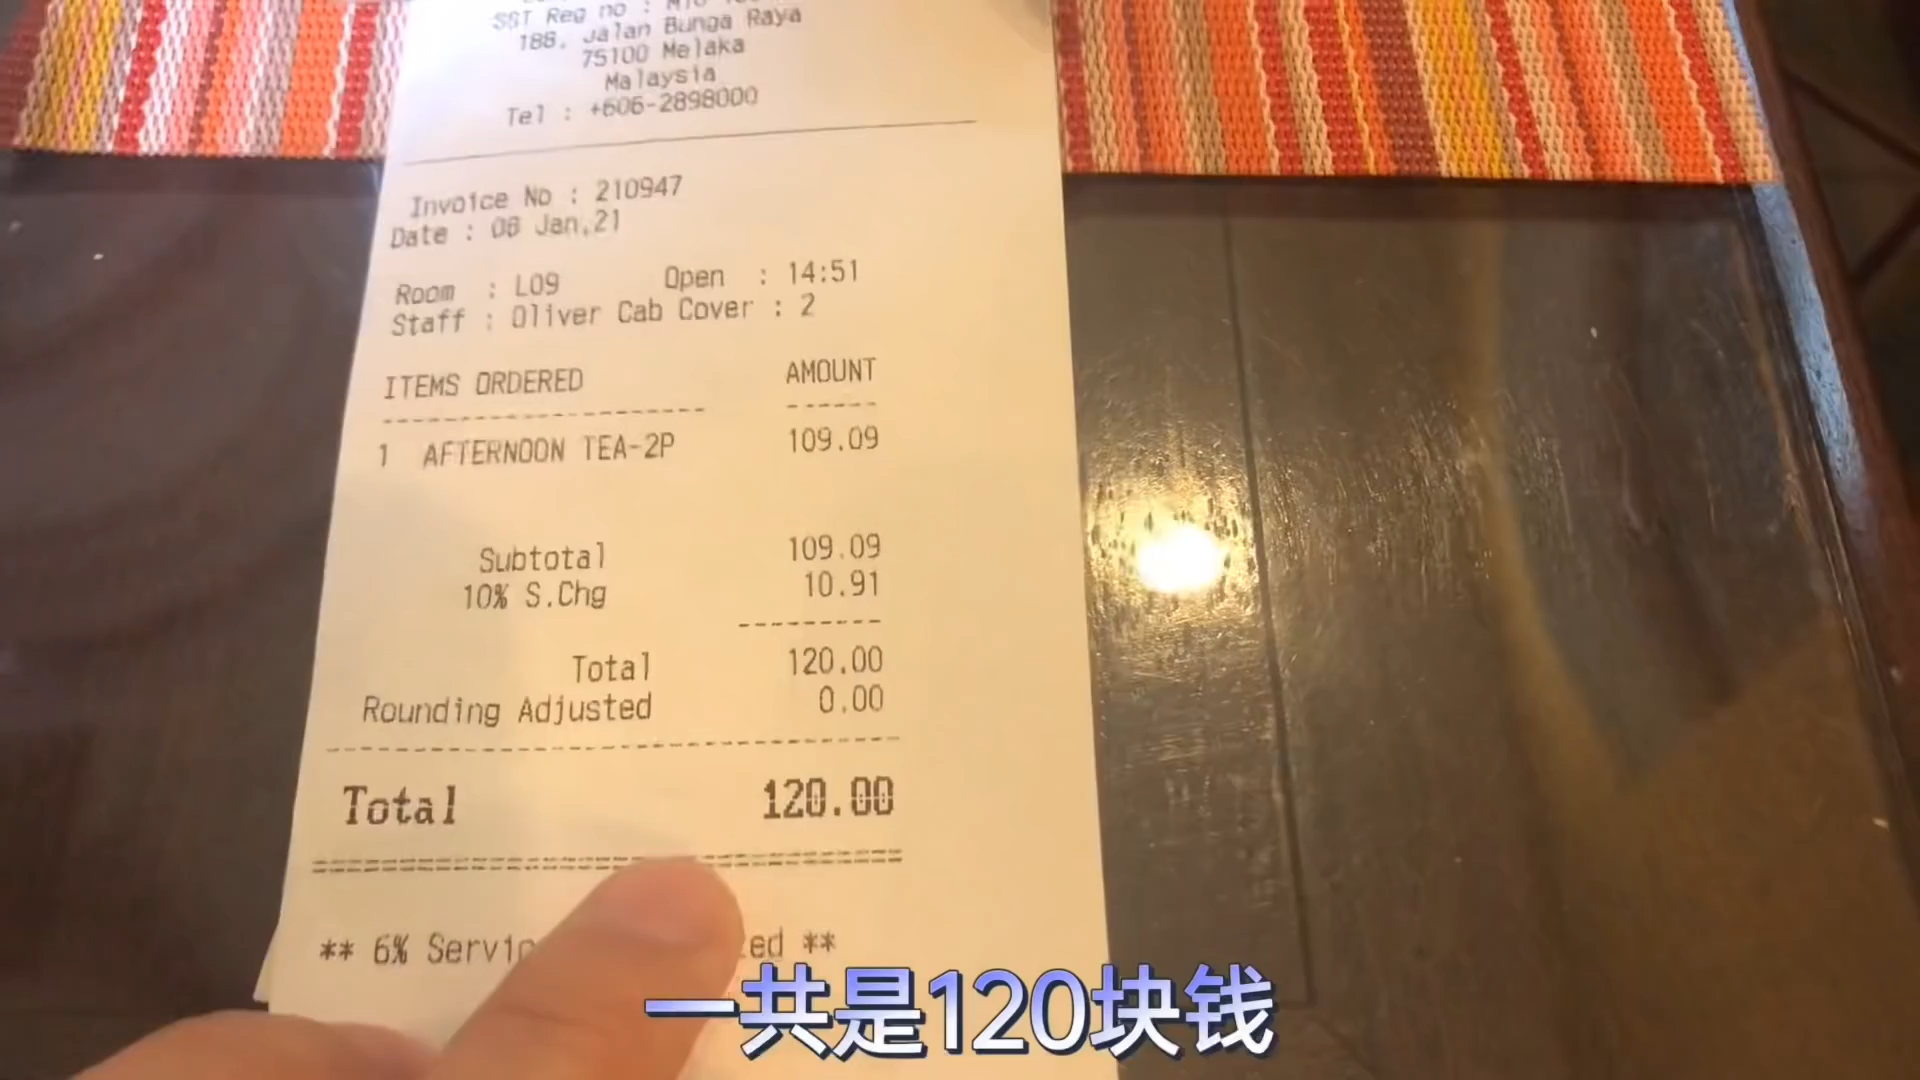 SST Reg no :
188, Jalan Bunga Raya
75100 Melaka
Malaysia
Tel : +606-2898000
Invoice No : 210947
Date : 08 Jan,21
Room : L09 Open : 14:51
Staff : Oliver Cab Cover : 2
ITEMS ORDERED AMOUNT
1 AFTERNOON TEA-2P 109.09
Subtotal 109.09
10% S.Chg 10.91
Total 120.00
Rounding Adjusted 0.00
Total 120.00
** 6% **
一共是120块钱